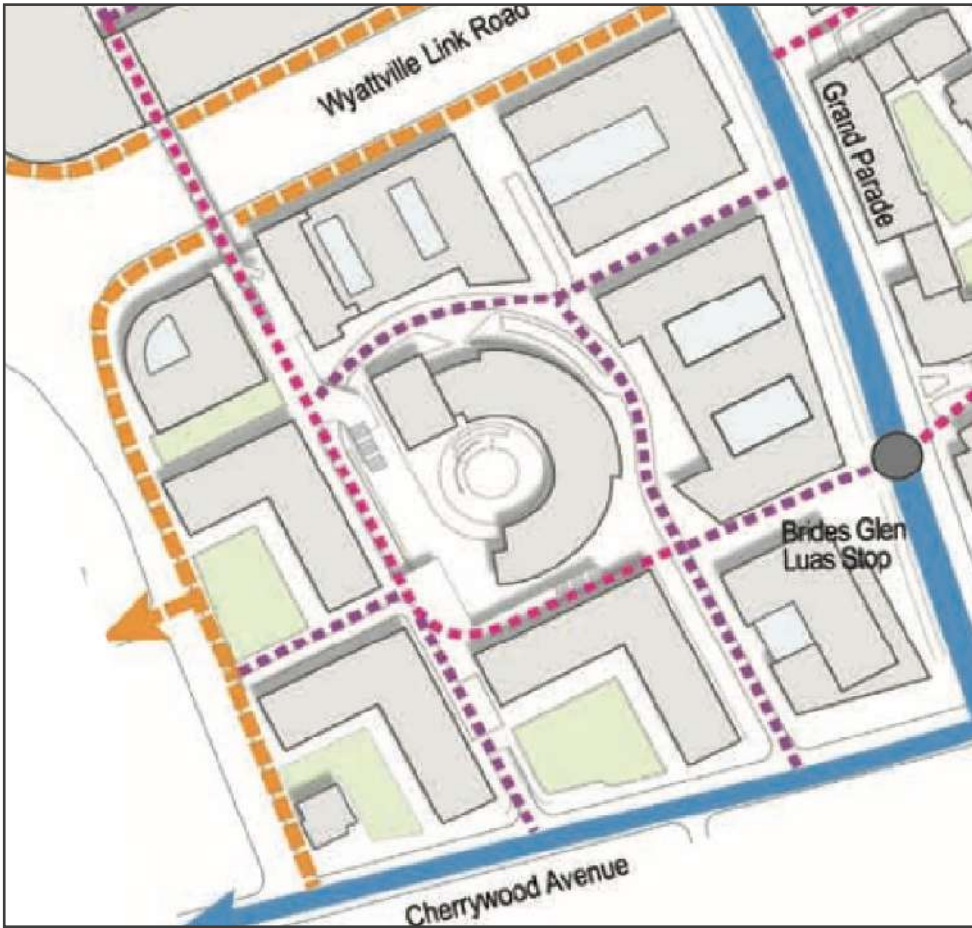 Wyattville Link Road
Grand Parade
Brides Glen
Luas Stop
Cherrywood Avenue